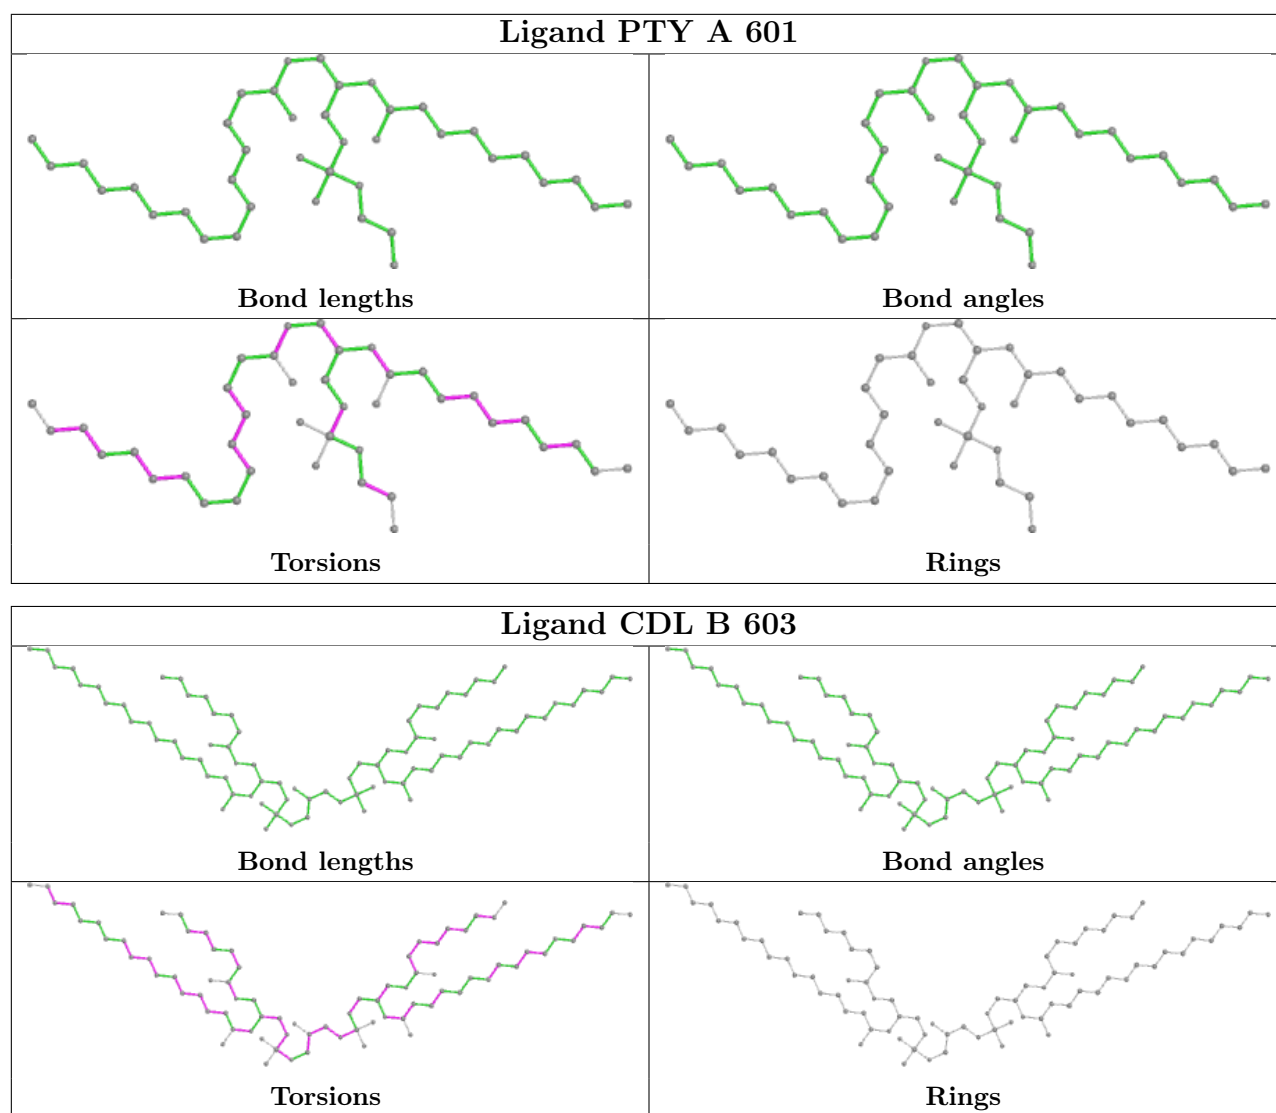 Ligand PTY A 601
Bond lengths
Bond angles
Torsions
Rings
Ligand CDL B 603
Bond lengths
Bond angles
Torsions
Rings